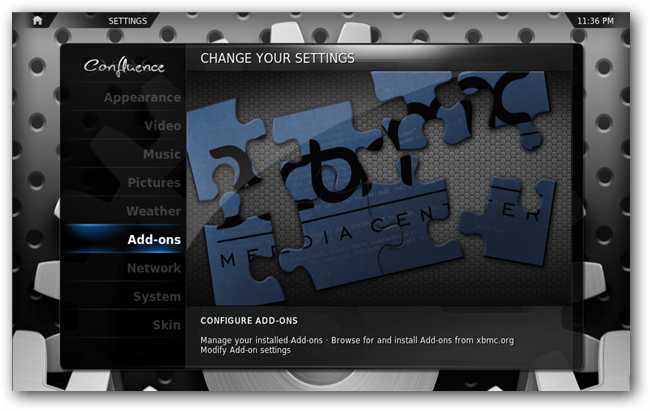 SETTINGS
11:36 PM
Confluence
CHANGE YOUR SETTINGS
Appearance
Video
Music
Pictures
Weather
Add-ons
Network
System
Skin
xbmc
MEDIA CENTER
CONFIGURE ADD-ONS
Manage your installed Add-ons · Browse for and install Add-ons from xbmc.org
Modify Add-on settings